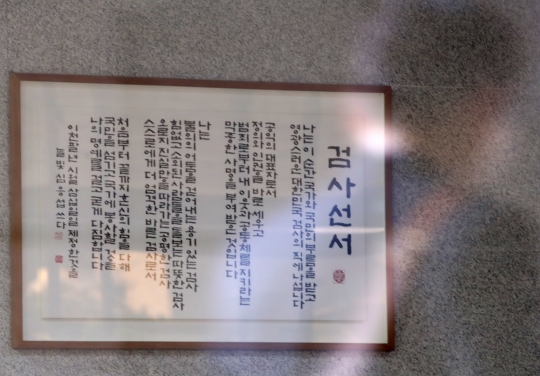 검사선서
나는 이 순간 국가와 국민의 부름을 받고
영광스러운 대한민국 검사의 직에 나섭니다
공익의 대표자로서
정의와 인권을 바로 세우고
범죄로부터 내 이웃과 공동체를 지키라는
막중한 사명을 부여받은 것입니다
나는
불의의 어둠을 걷어내는 용기 있는 검사
힘없고 소외된 사람들을 돌보는 따뜻한 검사
오로지 진실만을 따라가는 공평한 검사
스스로에게 더 엄격한 바른 검사로서
처음부터 끝까지 혼신의 힘을 다해
국민을 섬기고 국가에 봉사할 것을
나의 명예를 걸고 굳게 다짐합니다